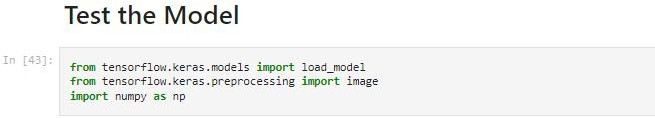 Test the Model
In [43]:
from tensorflow.keras.models import load_model
from tensorflow.keras.preprocessing import image
import numpy as np